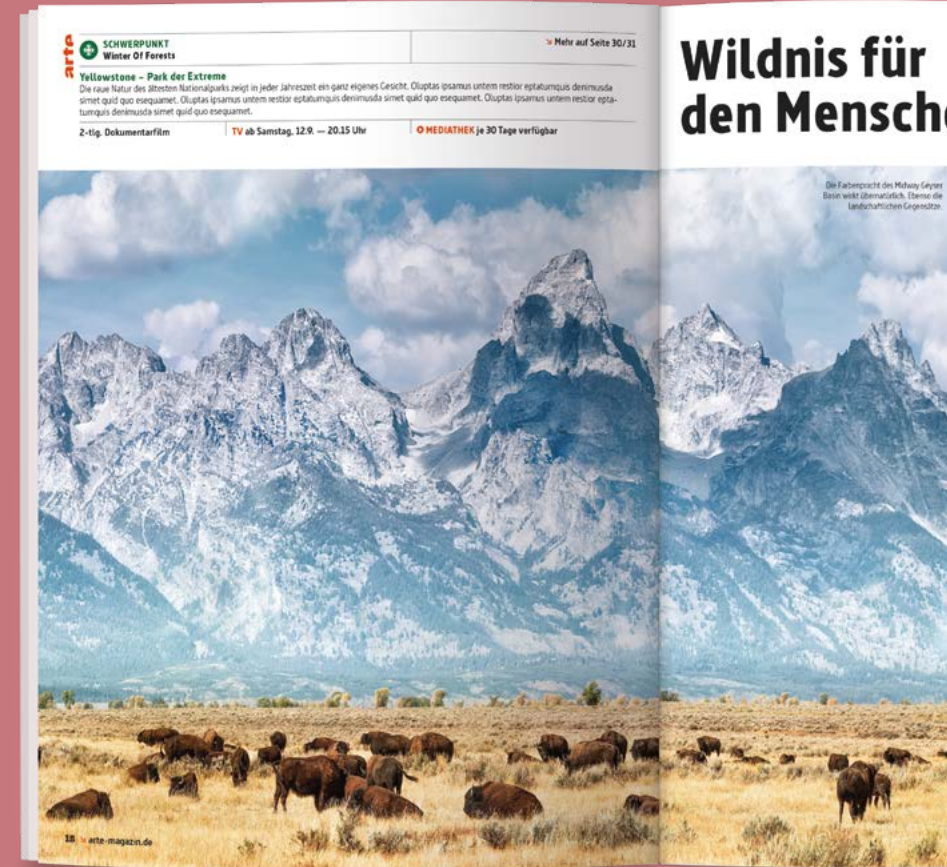 arte
SCHWERPUNKT
Winter Of Forests
↘ Mehr auf Seite 30/31
Yellowstone – Park der Extreme
Die raue Natur des ältesten Nationalparks zeigt in jeder Jahreszeit ein ganz eigenes Gesicht. Oluptas ipsamus untem restior eptatumquis denimusda
simet quid quo esequamet. Oluptas ipsamus untem restior eptatumquis denimusda simet quid quo esequamet. Oluptas ipsamus untem restior epta-
tumquis denimusda simet quid quo esequamet.
2-tlg. Dokumentarfilm
TV ab Samstag, 12.9. — 20.15 Uhr
MEDIATHEK je 30 Tage verfügbar
Wildnis für
den Mensche
Die Farbenpracht des Midway Geyser
Basin wirkt übernatürlich. Ebenso die
landschaftlichen Gegensätze.
18 ↘ arte-magazin.de